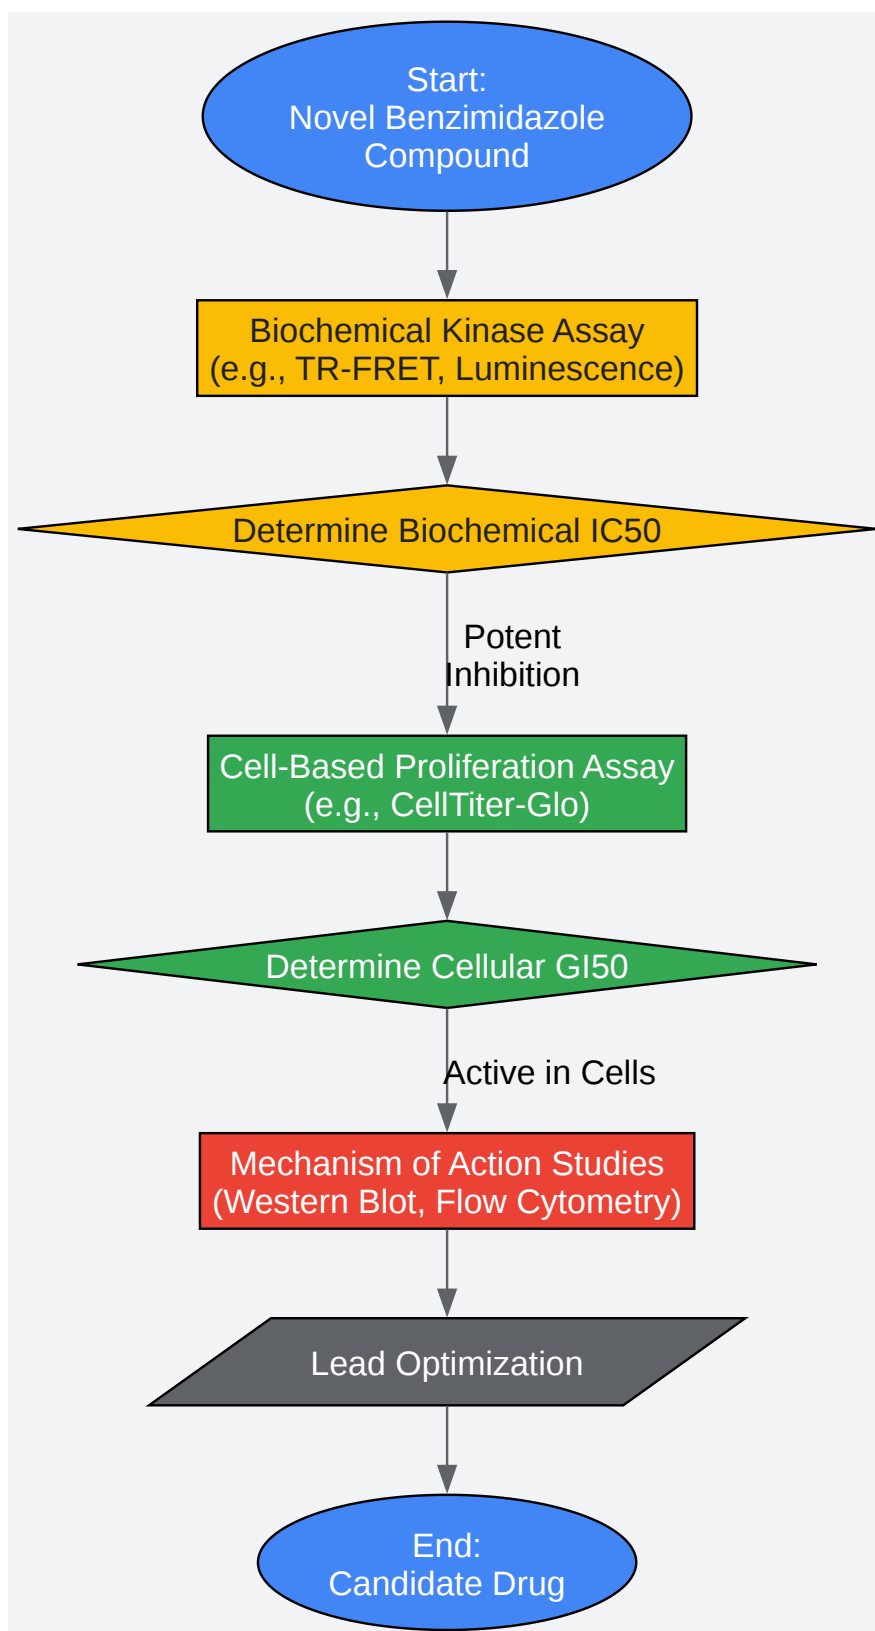 Start:
Novel Benzimidazole
Compound
Biochemical Kinase Assay
(e.g., TR-FRET, Luminescence)
Determine Biochemical IC50
Potent
Inhibition
Cell-Based Proliferation Assay
(e.g., CellTiter-Glo)
Determine Cellular GI50
Active in Cells
Mechanism of Action Studies
(Western Blot, Flow Cytometry)
Lead Optimization
End:
Candidate Drug